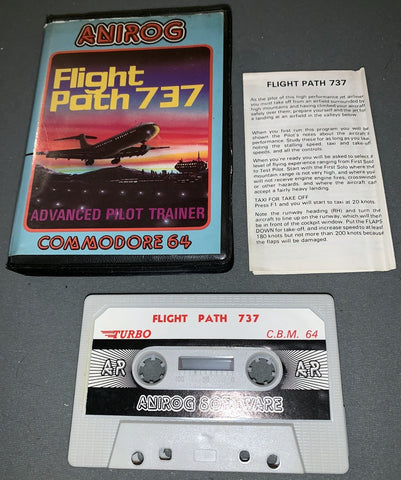 ANIROG
Flight
Path 737
ADVANCED PILOT TRAINER
COMMODORE 64
FLIGHT PATH 737
As the pilot of this high performance jet airliner,
you must take off from an airfield surrounded by
high mountains and having climbed your aircraft
safely over them; prepare yourself and the jet for
a landing at an airfield in the valleys below.
When you first run this program you will be
shown the Pilot's notes about the aircraft
performance. Study these for as long as you like,
noting the stalling speed, taxi and take-off
speeds, and all the controls.
When you're ready you will be asked to select a
level of flying experience ranging from First Solo
to Test Pilot. Start with the First Solo where the
mountain range is not very high, and where you
will not receive engine fires, crosswinds
or other hazards, and where the aircraft can
accept a fairly heavy landing.
TAXI FOR TAKE OFF
Press F1 and you will start to taxi at 20 knots.
Note the runway heading (RH) and turn the
aircraft to line up on the runway, which will then
be in front of the cockpit window. Put the FLAPS
DOWN for take-off, and increase speed to at least
180 knots but not more than 200 knots because
the flaps will be damaged.
FLIGHT PATH 737
TURBO
C.B.M. 64
A-R
A-R
ANIROG SOFTWARE